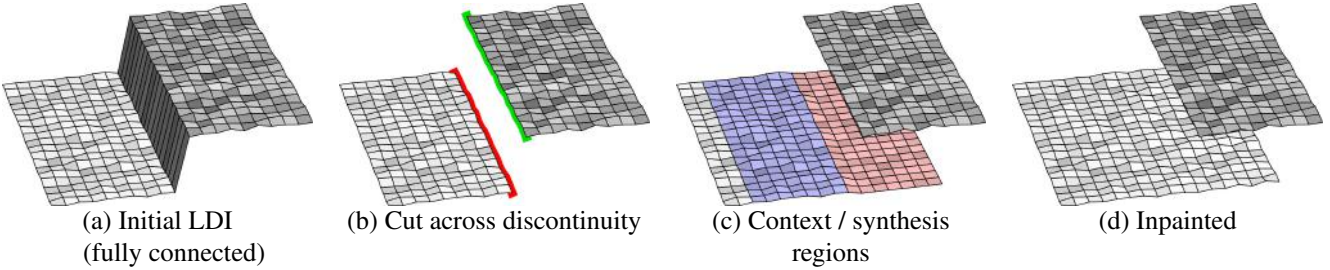 (a) Initial LDI
(fully connected)
(b) Cut across discontinuity
(c) Context / synthesis
regions
(d) Inpainted